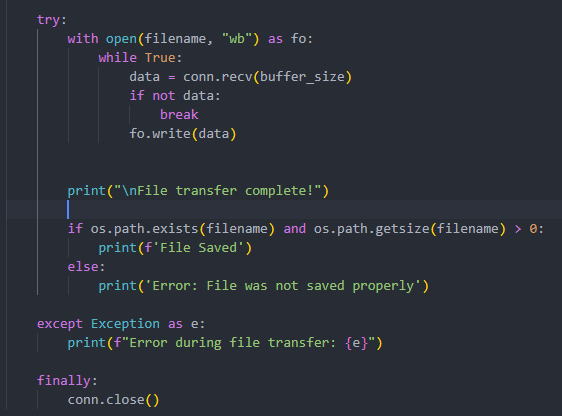 try:
    with open(filename, "wb") as fo:
        while True:
            data = conn.recv(buffer_size)
            if not data:
                break
            fo.write(data)


    print("\nFile transfer complete!")

    if os.path.exists(filename) and os.path.getsize(filename) > 0:
        print(f'File Saved')
    else:
        print('Error: File was not saved properly')

except Exception as e:
    print(f"Error during file transfer: {e}")

finally:
    conn.close()